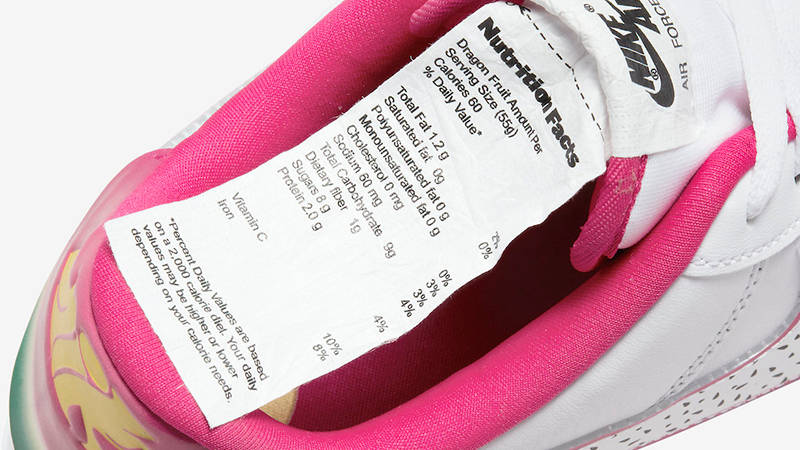 NIKE
AIR
AIR FORCE
Nutrition Facts
Dragon Fruit Amount Per
Serving Size (55g)
Calories 60
% Daily Value*
Total Fat 1.2 g 2%
Saturated fat 0g 0%
Polyunsaturated fat 0 g
Monounsaturated fat 0 g
Cholesterol 0 mg 0%
Sodium 60 mg 3%
Total Carbohydrate 9g 3%
Dietary fiber 1g 4%
Sugars 8 g
Protein 2.0 g 4%
Vitamin C 10%
Iron 8%
*Percent Daily Values are based
on a 2,000 calorie diet. Your daily
values may be higher or lower
depending on your calorie needs.